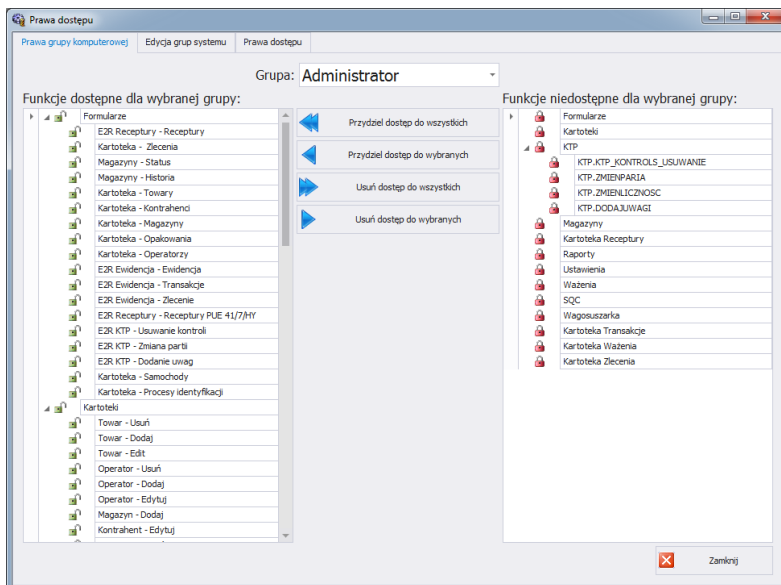 Prawa dostępu
Prawa grupy komputerowej Edycja grup systemu Prawa dostępu
Grupa: Administrator
Funkcje dostępne dla wybranej grupy:
Formularze
E2R Receptury - Receptury
Kartoteka - Zlecenia
Magazyny - Status
Magazyny - Historia
Kartoteka - Towary
Kartoteka - Kontrahenci
Kartoteka - Magazyny
Kartoteka - Opakowania
Kartoteka - Operatorzy
E2R Ewidencja - Ewidencja
E2R Ewidencja - Transakcje
E2R Ewidencja - Zlecenie
E2R Receptury - Receptury PUE 41/7/HY
E2R KTP - Usuwanie kontroli
E2R KTP - Zmiana partii
E2R KTP - Dodanie uwag
Kartoteka - Samochody
Kartoteka - Procesy identyfikacji
Kartoteki
Towar - Usuń
Towar - Dodaj
Towar - Edit
Operator - Usuń
Operator - Dodaj
Operator - Edytuj
Magazyn - Dodaj
Kontrahent - Edytuj
Przydziel dostęp do wszystkich
Przydziel dostęp do wybranych
Usuń dostęp do wszystkich
Usuń dostęp do wybranych
Funkcje niedostępne dla wybranej grupy:
Formularze
Kartoteki
KTP
KTP.KTP_KONTROLS_USUWANIE
KTP.ZMIENPARIA
KTP.ZMIENLICZNOSC
KTP.DODAJUWAGI
Magazyny
Kartoteka Receptury
Raporty
Ustawienia
Ważenia
SQC
Wagosuszarka
Kartoteka Transakcje
Kartoteka Ważenia
Kartoteka Zlecenia
Zamknij